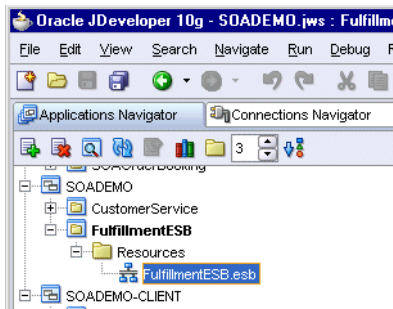 Oracle JDeveloper 10g - SOADEMO.jws : Fulfillm
File Edit View Search Navigate Run Debug
Applications Navigator Connections Navigator
3
SOAOrderBooking
SOADEMO
CustomerService
FulfillmentESB
Resources
FulfillmentESB.esb
SOADEMO-CLIENT